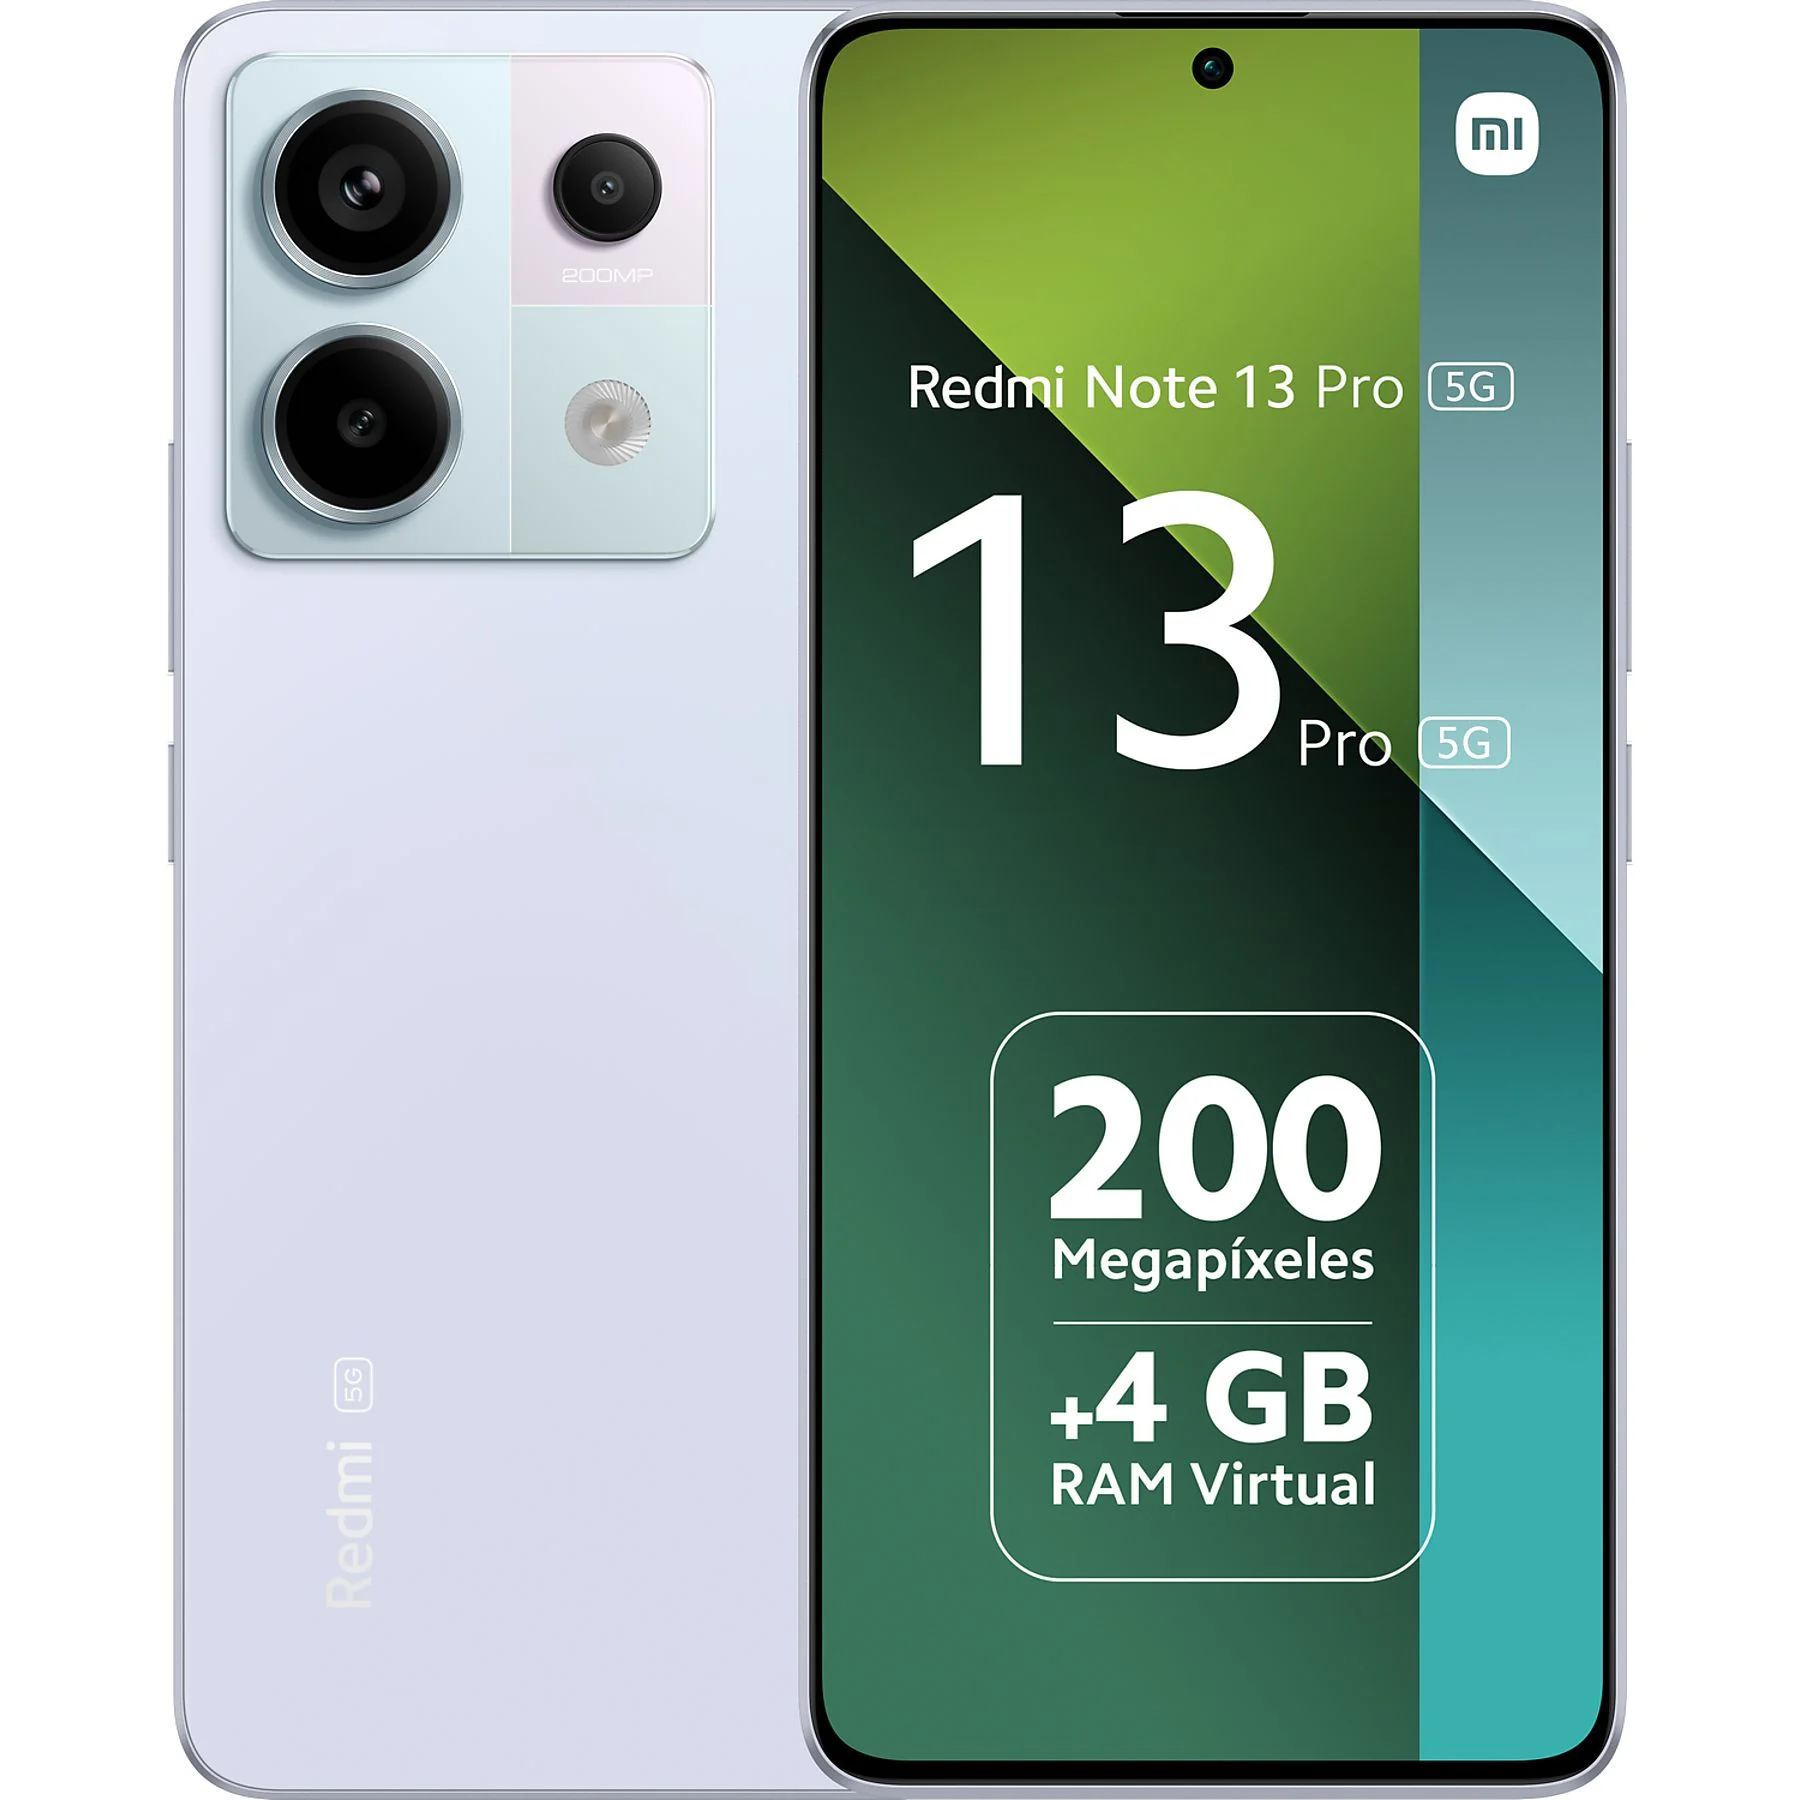 200MP
Redmi 5G
mi
Redmi Note 13 Pro 5G
13 Pro 5G
200
Megapíxeles
+4 GB
RAM Virtual